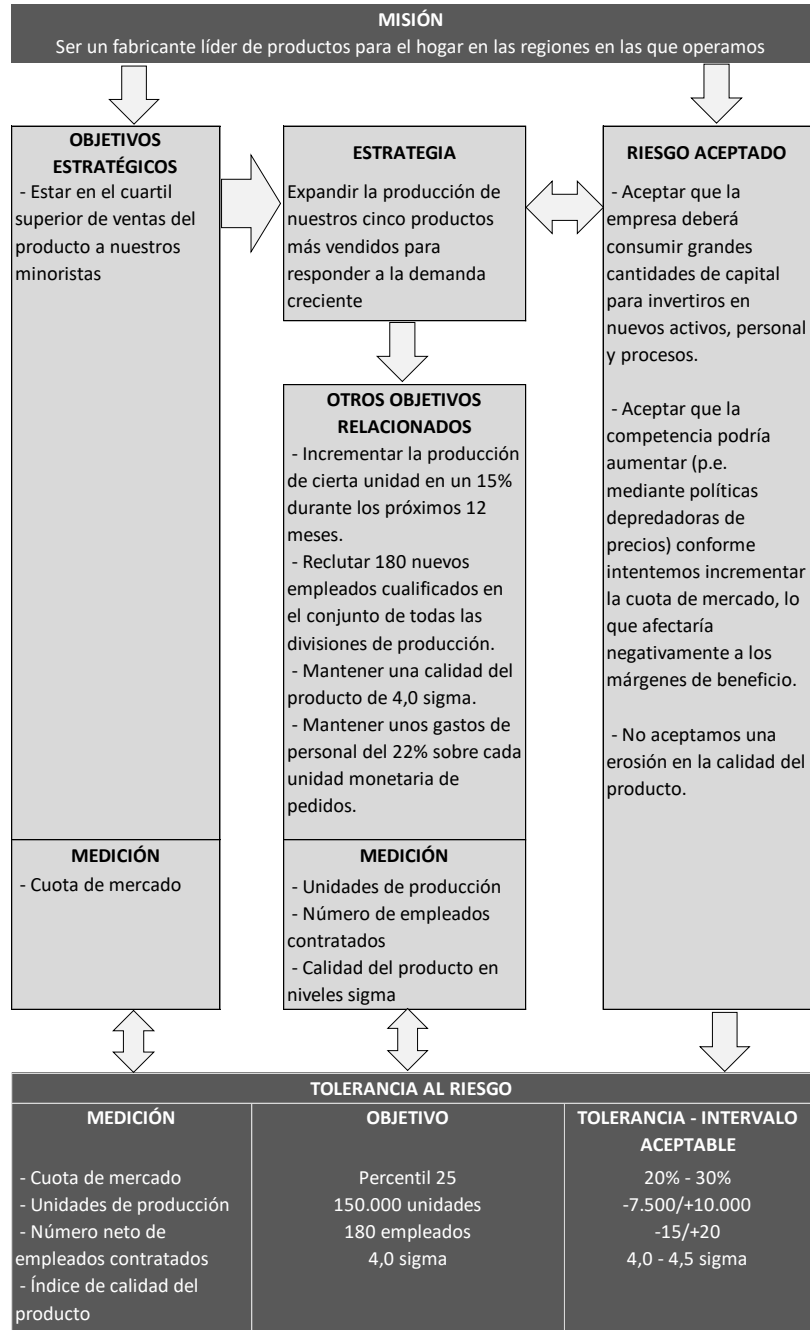 MISIÓN
Ser un fabricante líder de productos para el hogar en las regiones en las que operamos
OBJETIVOS
ESTRATÉGICOS
- Estar en el cuartil
superior de ventas del
producto a nuestros
minoristas
MEDICIÓN
- Cuota de mercado
ESTRATEGIA
Expandir la producción de
nuestros cinco productos
más vendidos para
responder a la demanda
creciente
OTROS OBJETIVOS
RELACIONADOS
- Incrementar la producción
de cierta unidad en un 15%
durante los próximos 12
meses.
- Reclutar 180 nuevos
empleados cualificados en
el conjunto de todas las
divisiones de producción.
- Mantener una calidad del
producto de 4,0 sigma.
- Mantener unos gastos de
personal del 22% sobre cada
unidad monetaria de
pedidos.
MEDICIÓN
- Unidades de producción
- Número de empleados
contratados
- Calidad del producto en
niveles sigma
RIESGO ACEPTADO
- Aceptar que la
empresa deberá
consumir grandes
cantidades de capital
para invertiros en
nuevos activos, personal
y procesos.
- Aceptar que la
competencia podría
aumentar (p.e.
mediante políticas
depredadoras de
precios) conforme
intentemos incrementar
la cuota de mercado, lo
que afectaría
negativamente a los
márgenes de beneficio.
- No aceptamos una
erosión en la calidad del
producto.
TOLERANCIA AL RIESGO
MEDICIÓN
- Cuota de mercado
- Unidades de producción
- Número neto de
empleados contratados
- Índice de calidad del
producto
OBJETIVO
Percentil 25
150.000 unidades
180 empleados
4,0 sigma
TOLERANCIA - INTERVALO
ACEPTABLE
20% - 30%
-7.500/+10.000
-15/+20
4,0 - 4,5 sigma